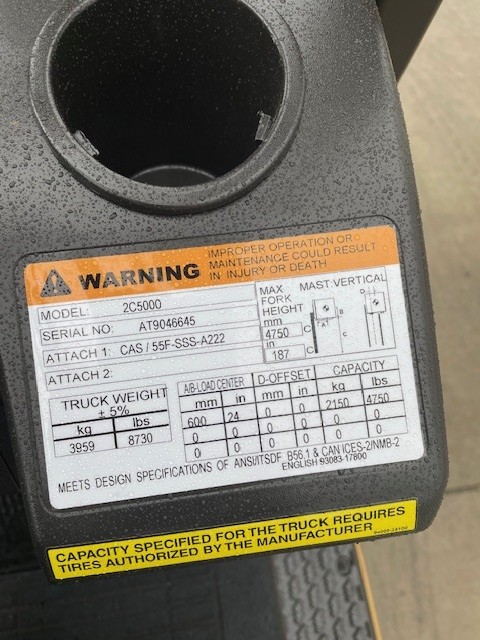 WARNING
IMPROPER OPERATION OR
MAINTENANCE COULD RESULT
IN INJURY OR DEATH
MODEL: 2C5000
SERIAL NO: AT9046645
ATTACH 1: CAS / 55F-SSS-A222
ATTACH 2:
MAX
FORK
HEIGHT
mm
4750
in
187
MAST:VERTICAL
A
B
C
C
D
TRUCK WEIGHT
± 5%
kg lbs
3959 8730
A/B-LOAD CENTER D-OFFSET CAPACITY
mm in mm in kg lbs
600 24 0 0 2150 4750
0 0 0 0
0 0 0 0
MEETS DESIGN SPECIFICATIONS OF ANSI/ITSDF B56.1 & CAN ICES-2/NMB-2
ENGLISH 93083-17800
CAPACITY SPECIFIED FOR THE TRUCK REQUIRES
TIRES AUTHORIZED BY THE MANUFACTURER